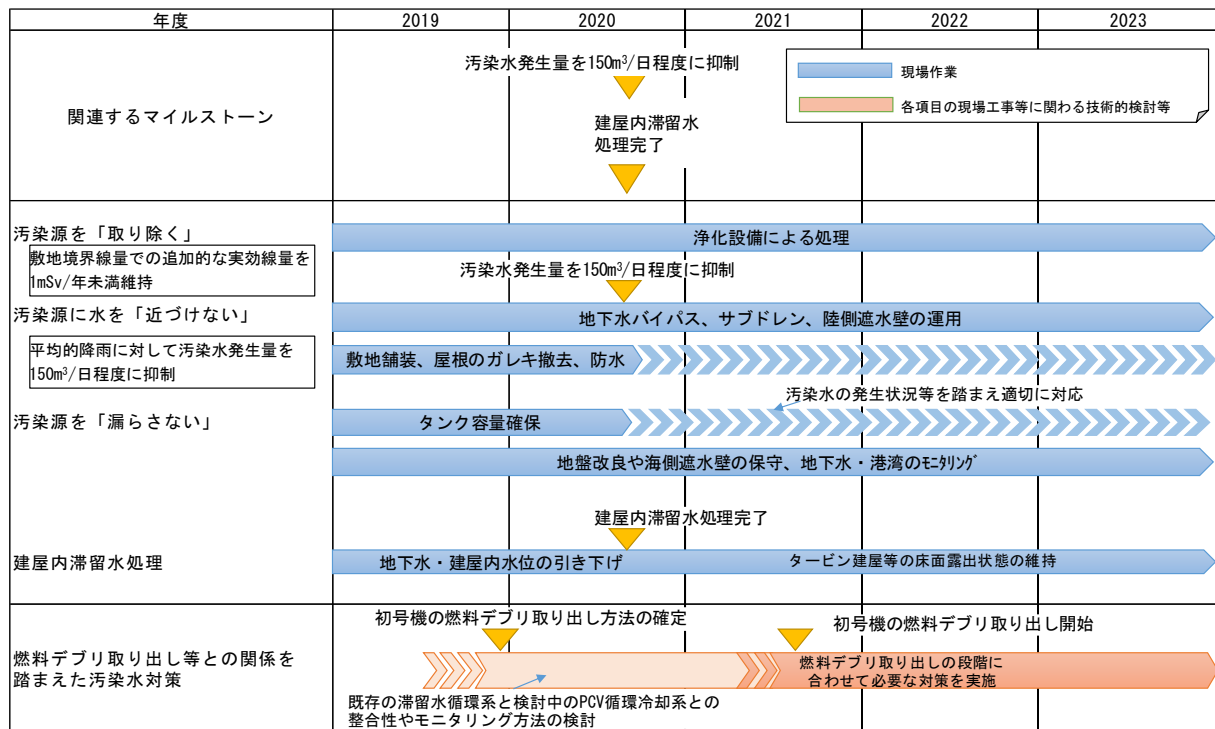 年度
2019
2020
2021
2022
2023
関連するマイルストーン
汚染水発生量を150m³/日程度に抑制
建屋内滞留水
処理完了
現場作業
各項目の現場工事等に関わる技術的検討等
汚染源を「取り除く」
敷地境界線量での追加的な実効線量を
1mSv/年未満維持
浄化設備による処理
汚染水発生量を150m³/日程度に抑制
汚染源に水を「近づけない」
地下水バイパス、サブドレン、陸側遮水壁の運用
平均的降雨に対して汚染水発生量を
150m³/日程度に抑制
敷地舗装、屋根のガレキ撤去、防水
汚染水の発生状況等を踏まえ適切に対応
汚染源を「漏らさない」
タンク容量確保
地盤改良や海側遮水壁の保守、地下水・港湾のﾓﾆﾀﾘﾝｸﾞ
建屋内滞留水処理完了
建屋内滞留水処理
地下水・建屋内水位の引き下げ
タービン建屋等の床面露出状態の維持
初号機の燃料デブリ取り出し方法の確定
初号機の燃料デブリ取り出し開始
燃料デブリ取り出し等との関係を
踏まえた汚染水対策
燃料デブリ取り出しの段階に
合わせて必要な対策を実施
既存の滞留水循環系と検討中のPCV循環冷却系との
整合性やモニタリング方法の検討